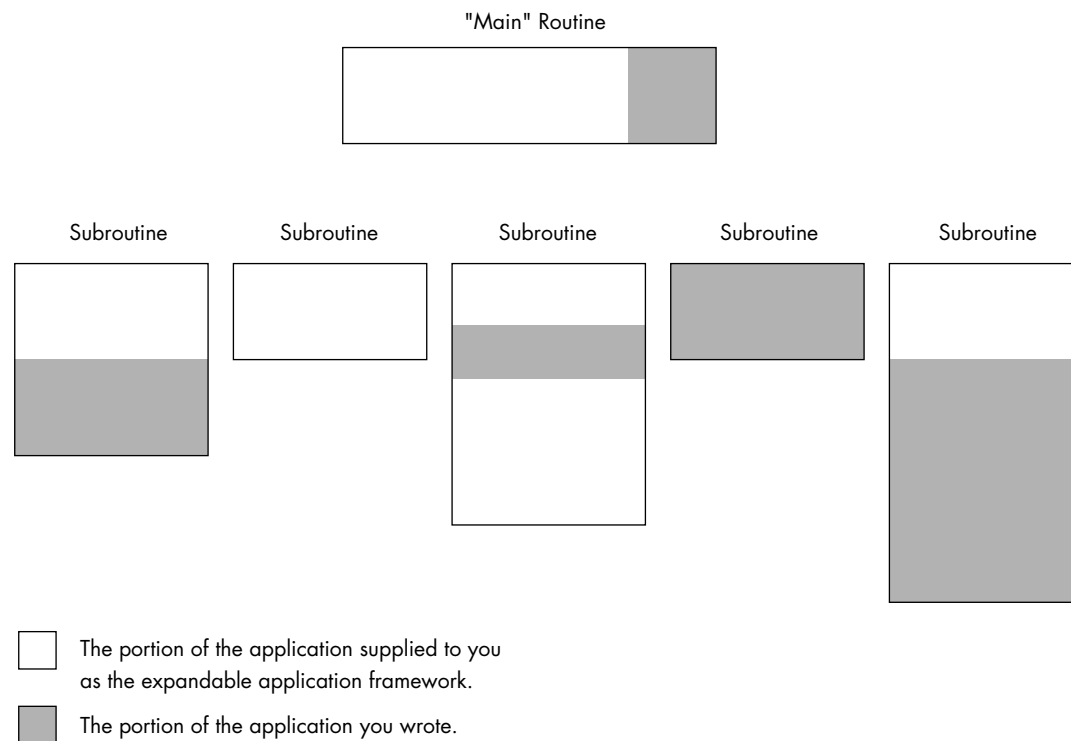 "Main" Routine
Subroutine
Subroutine
Subroutine
Subroutine
Subroutine
The portion of the application supplied to you
as the expandable application framework.
The portion of the application you wrote.